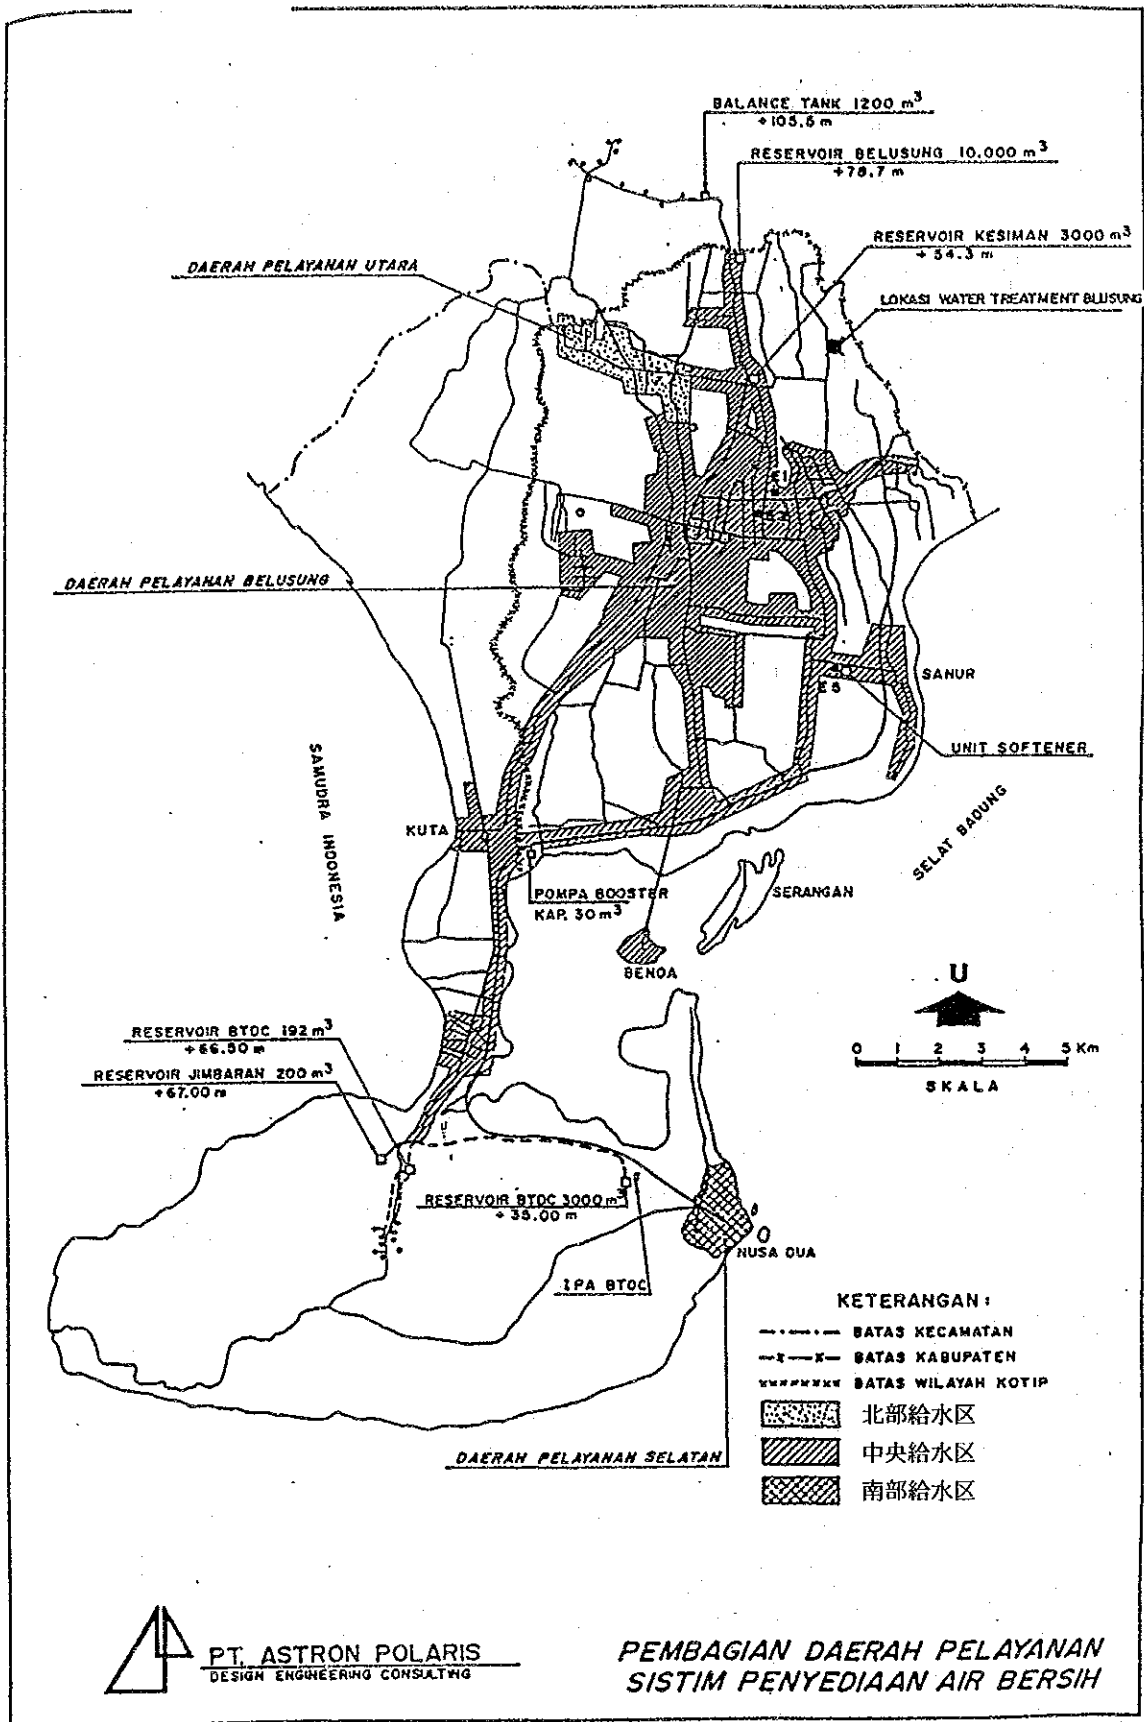 BALANCE TANK 1200 m³
+105,5 m
RESERVOIR BELUSUNG 10.000 m³
+78.7 m
RESERVOIR KESIMAN 3000 m³
+ 54.3 m
DAERAH PELAYANAN UTARA
LOKASI WATER TREATMENT BLUSUNG
E1
DAERAH PELAYANAN BELUSUNG
SANUR
E5
UNIT SOFTENER
SAMUDRA INDONESIA
SELAT BADUNG
KUTA
POMPA BOOSTER
KAP. 30 m³
SERANGAN
BENOA
U
RESERVOIR BTDC 192 m³
+66.50 m
RESERVOIR JIMBARAN 200 m³
+67.00 m
0 1 2 3 4 5 Km
SKALA
RESERVOIR BTDC 3000 m³
+ 35.00 m
NUSA DUA
IPA BTDC
KETERANGAN :
BATAS KECAMATAN
BATAS KABUPATEN
BATAS WILAYAH KOTIP
北部給水区
中央給水区
南部給水区
DAERAH PELAYANAN SELATAN
PT. ASTRON POLARIS
DESIGN ENGINEERING CONSULTING
PEMBAGIAN DAERAH PELAYANAN
SISTIM PENYEDIAAN AIR BERSIH